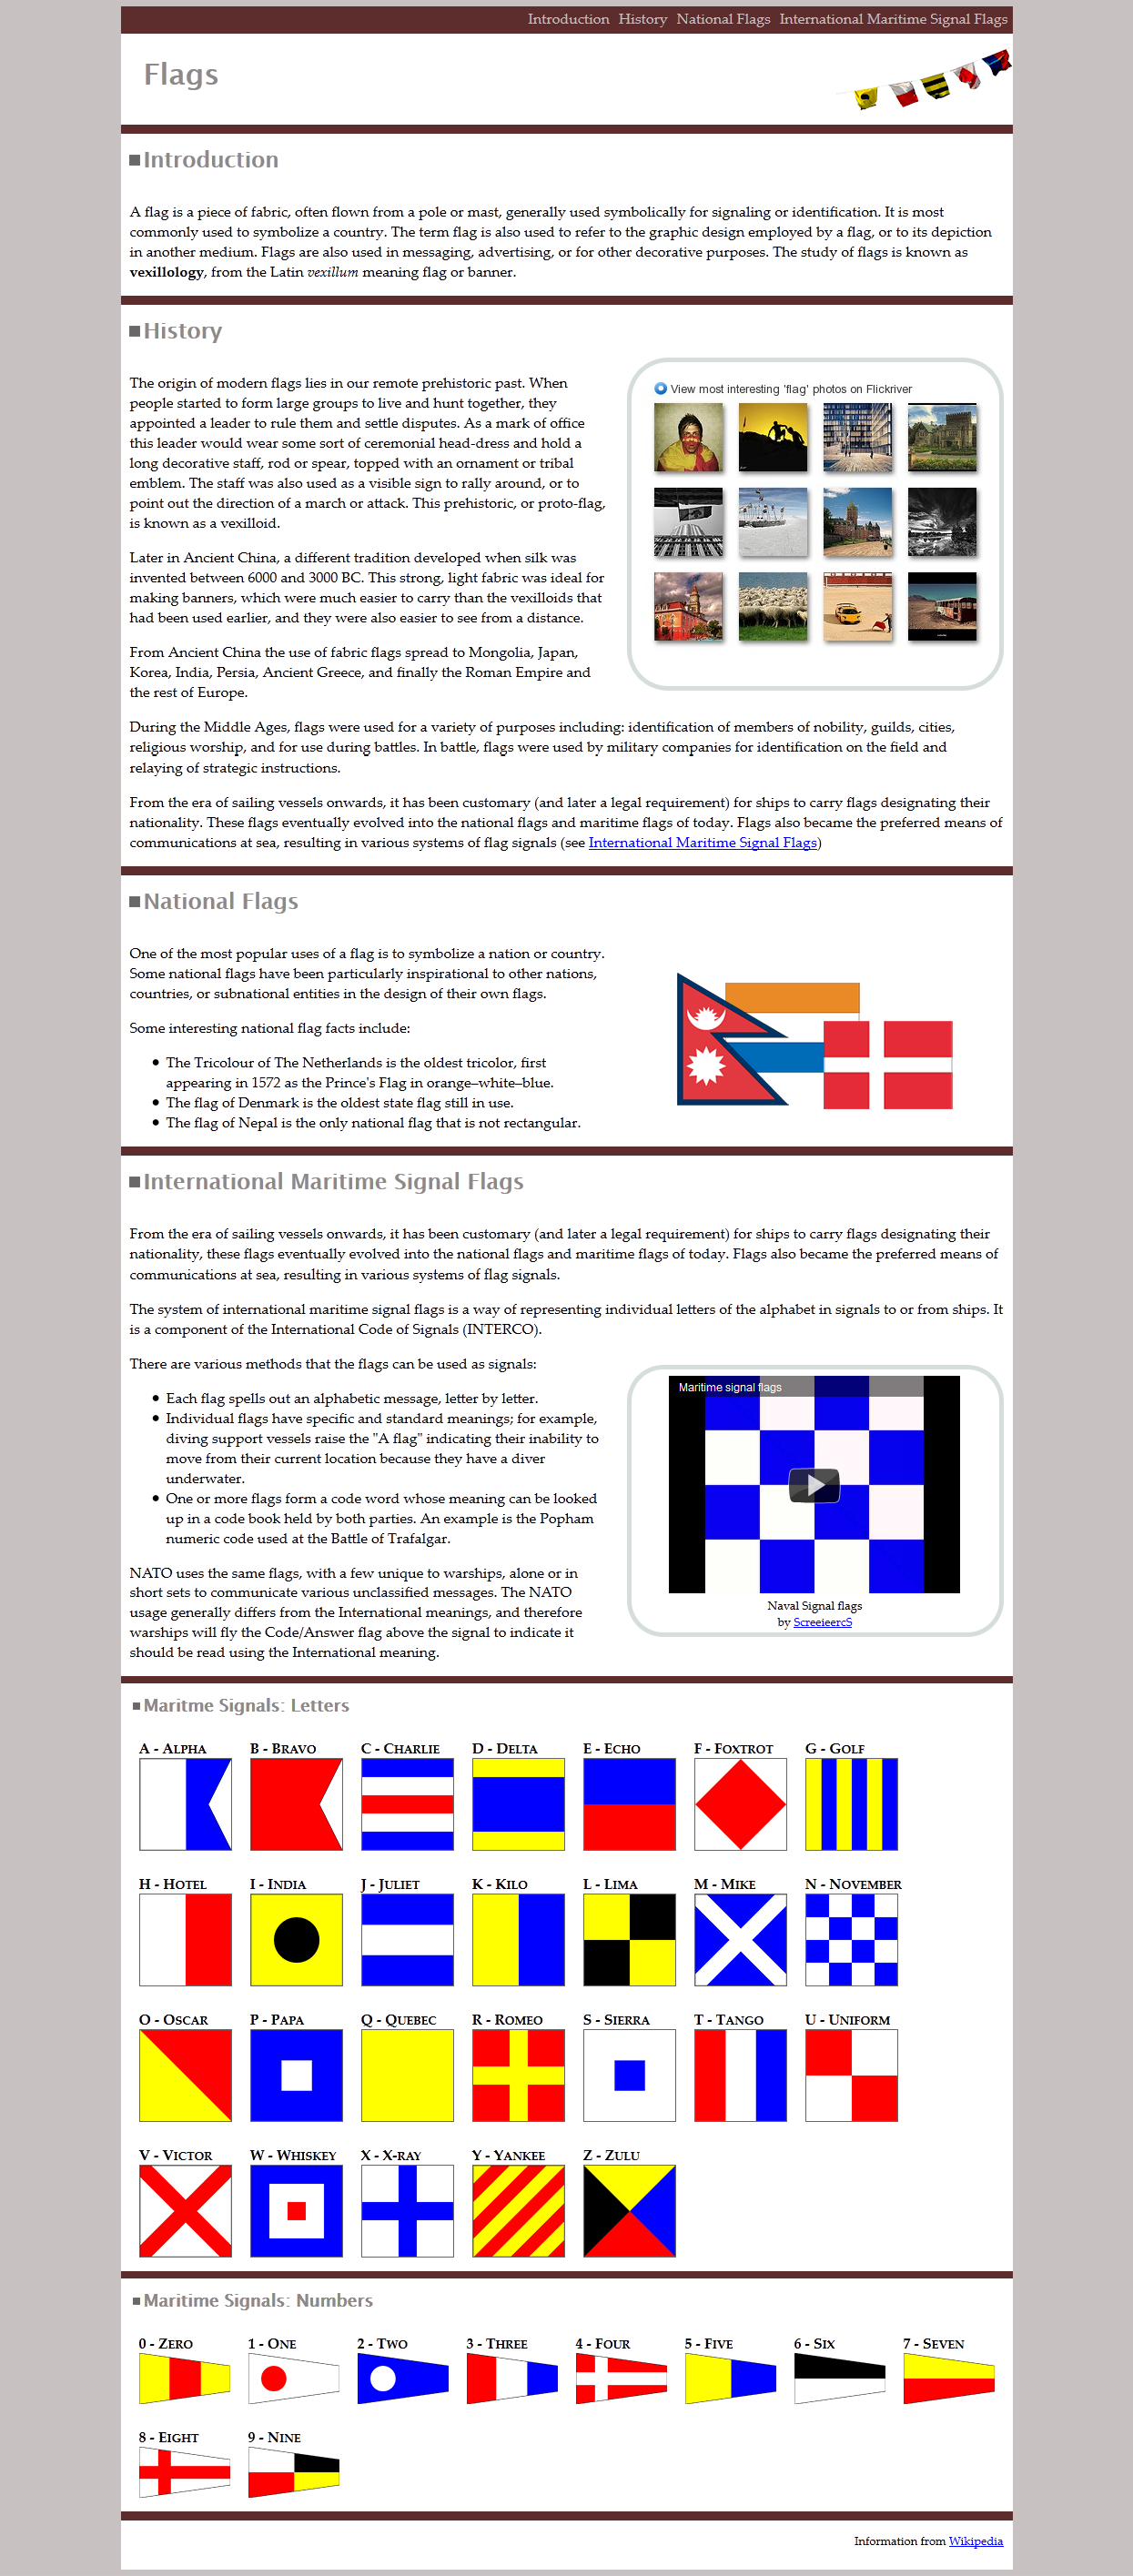 Introduction History National Flags International Maritime Signal Flags
Flags
Introduction
A flag is a piece of fabric, often flown from a pole or mast, generally used symbolically for signaling or identification. It is most
commonly used to symbolize a country. The term flag is also used to refer to the graphic design employed by a flag, or to its depiction
in another medium. Flags are also used in messaging, advertising, or for other decorative purposes. The study of flags is known as
vexillology, from the Latin vexillum meaning flag or banner.
History
The origin of modern flags lies in our remote prehistoric past. When
people started to form large groups to live and hunt together, they
appointed a leader to rule them and settle disputes. As a mark of office
this leader would wear some sort of ceremonial head-dress and hold a
long decorative staff, rod or spear, topped with an ornament or tribal
emblem. The staff was also used as a visible sign to rally around, or to
point out the direction of a march or attack. This prehistoric, or proto-flag,
is known as a vexilloid.
View most interesting 'flag' photos on Flickriver
Later in Ancient China, a different tradition developed when silk was
invented between 6000 and 3000 BC. This strong, light fabric was ideal for
making banners, which were much easier to carry than the vexilloids that
had been used earlier, and they were also easier to see from a distance.
From Ancient China the use of fabric flags spread to Mongolia, Japan,
Korea, India, Persia, Ancient Greece, and finally the Roman Empire and
the rest of Europe.
During the Middle Ages, flags were used for a variety of purposes including: identification of members of nobility, guilds, cities,
religious worship, and for use during battles. In battle, flags were used by military companies for identification on the field and
relaying of strategic instructions.
From the era of sailing vessels onwards, it has been customary (and later a legal requirement) for ships to carry flags designating their
nationality. These flags eventually evolved into the national flags and maritime flags of today. Flags also became the preferred means of
communications at sea, resulting in various systems of flag signals (see International Maritime Signal Flags)
National Flags
One of the most popular uses of a flag is to symbolize a nation or country.
Some national flags have been particularly inspirational to other nations,
countries, or subnational entities in the design of their own flags.
Some interesting national flag facts include:
• The Tricolour of The Netherlands is the oldest tricolor, first
appearing in 1572 as the Prince's Flag in orange–white–blue.
• The flag of Denmark is the oldest state flag still in use.
• The flag of Nepal is the only national flag that is not rectangular.
International Maritime Signal Flags
From the era of sailing vessels onwards, it has been customary (and later a legal requirement) for ships to carry flags designating their
nationality, these flags eventually evolved into the national flags and maritime flags of today. Flags also became the preferred means of
communications at sea, resulting in various systems of flag signals.
The system of international maritime signal flags is a way of representing individual letters of the alphabet in signals to or from ships. It
is a component of the International Code of Signals (INTERCO).
There are various methods that the flags can be used as signals:
• Each flag spells out an alphabetic message, letter by letter.
• Individual flags have specific and standard meanings; for example,
diving support vessels raise the "A flag" indicating their inability to
move from their current location because they have a diver
underwater.
• One or more flags form a code word whose meaning can be looked
up in a code book held by both parties. An example is the Popham
numeric code used at the Battle of Trafalgar.
Maritime signal flags
Naval Signal flags
by ScreeieercS
NATO uses the same flags, with a few unique to warships, alone or in
short sets to communicate various unclassified messages. The NATO
usage generally differs from the International meanings, and therefore
warships will fly the Code/Answer flag above the signal to indicate it
should be read using the International meaning.
Maritme Signals: Letters
A - Alpha B - Bravo C - Charlie D - Delta E - Echo F - Foxtrot G - Golf
H - Hotel I - India J - Juliet K - Kilo L - Lima M - Mike N - November
O - Oscar P - Papa Q - Quebec R - Romeo S - Sierra T - Tango U - Uniform
V - Victor W - Whiskey X - X-ray Y - Yankee Z - Zulu
Maritime Signals: Numbers
0 - Zero 1 - One 2 - Two 3 - Three 4 - Four 5 - Five 6 - Six 7 - Seven
8 - Eight 9 - Nine
Information from Wikipedia